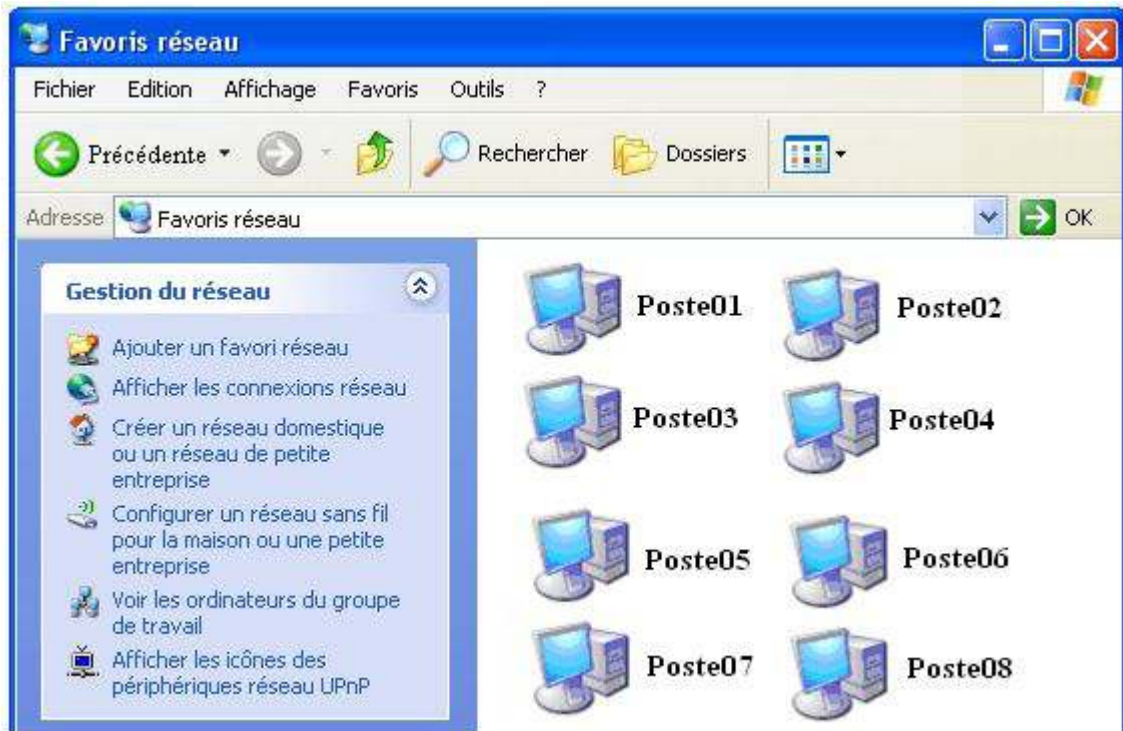 Favoris réseau
Fichier Edition Affichage Favoris Outils ?
Précédente Rechercher Dossiers
Adresse Favoris réseau OK
Gestion du réseau
Ajouter un favori réseau
Afficher les connexions réseau
Créer un réseau domestique
ou un réseau de petite
entreprise
Configurer un réseau sans fil
pour la maison ou une petite
entreprise
Voir les ordinateurs du groupe
de travail
Afficher les icônes des
périphériques réseau UPnP
Poste01 Poste02
Poste03 Poste04
Poste05 Poste06
Poste07 Poste08